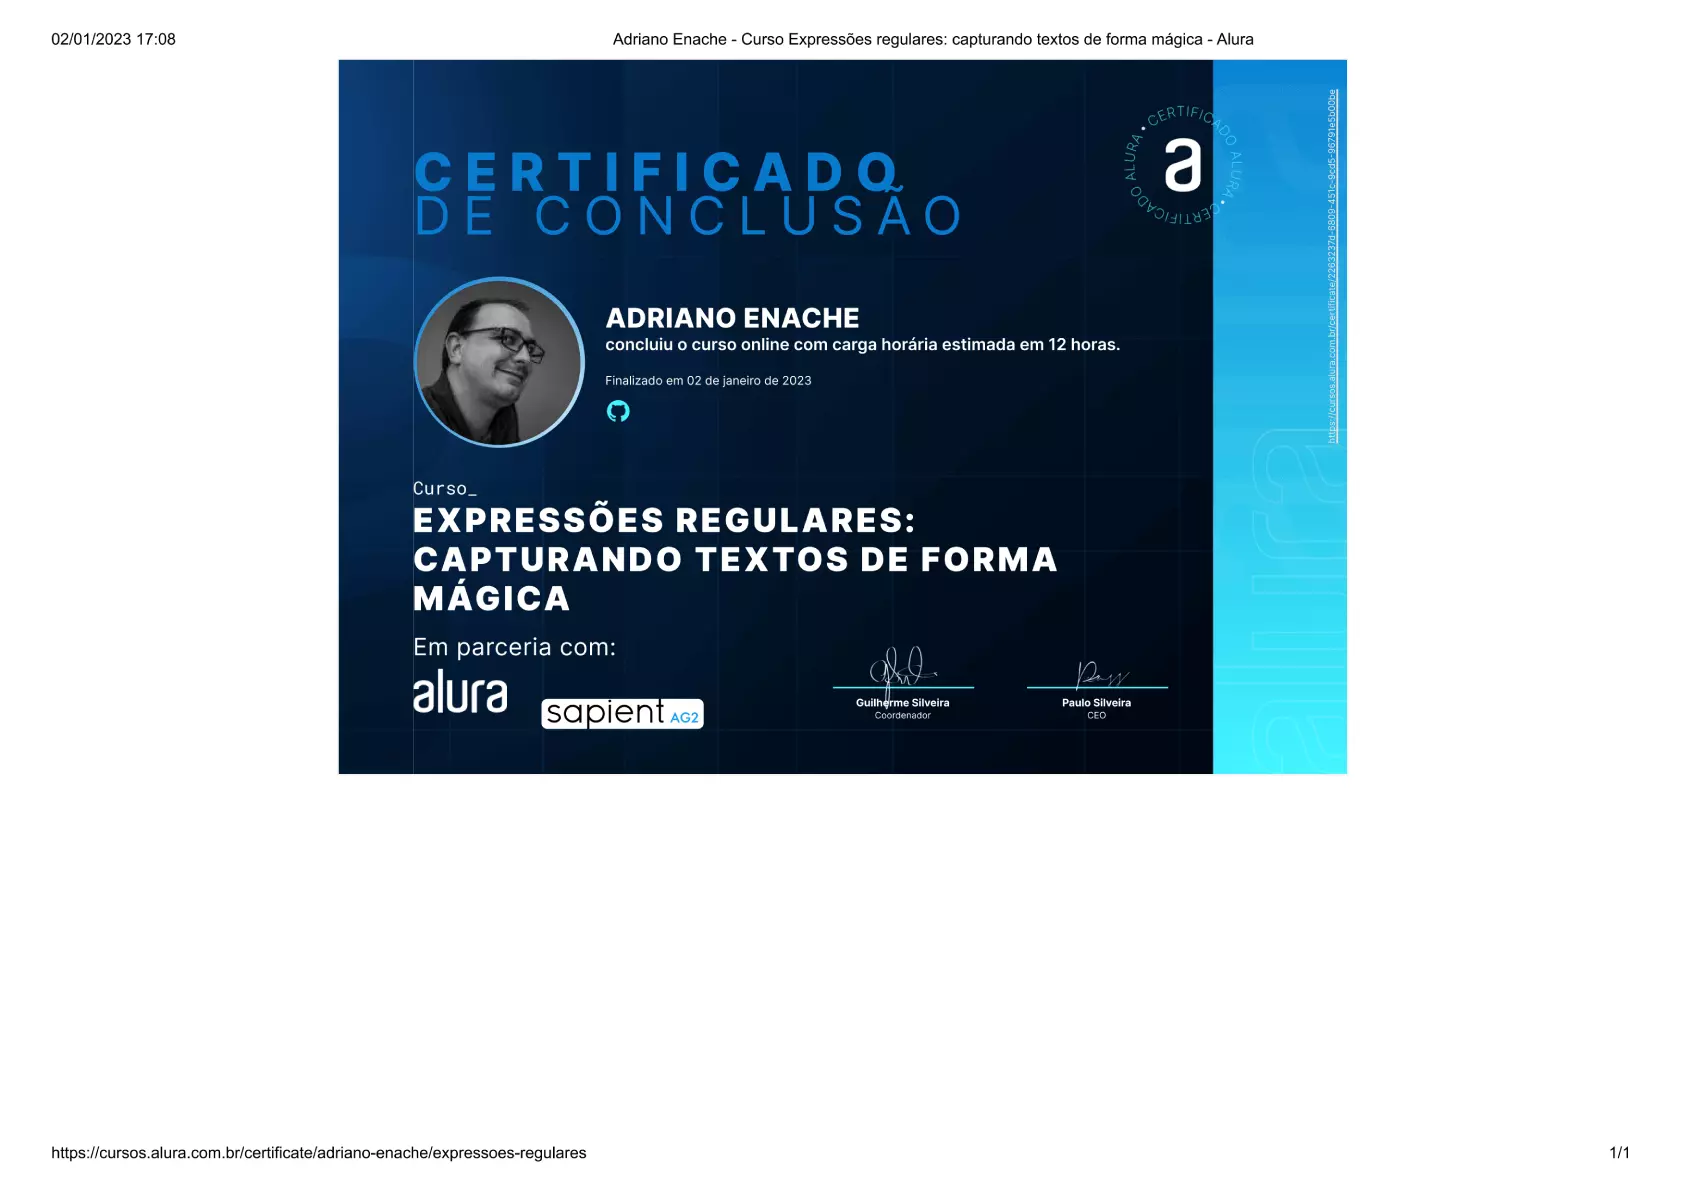 02/01/2023 17:08
Adriano Enache - Curso Expressões regulares: capturando textos de forma mágica - Alura
CERTIFICADO
DE CONCLUSÃO
CERTIFICADO ALURA • CERTIFICADO ALURA •
a
ADRIANO ENACHE
concluiu o curso online com carga horária estimada em 12 horas.
Finalizado em 02 de janeiro de 2023
Curso_
EXPRESSÕES REGULARES:
CAPTURANDO TEXTOS DE FORMA
MÁGICA
Em parceria com:
alura
sapient AG2
Guilherme Silveira
Coordenador
Paulo Silveira
CEO
https://cursos.alura.com.br/certificate/2263237d-6809-451c-9cd5-96791e5b00be
alura
https://cursos.alura.com.br/certificate/adriano-enache/expressoes-regulares
1/1